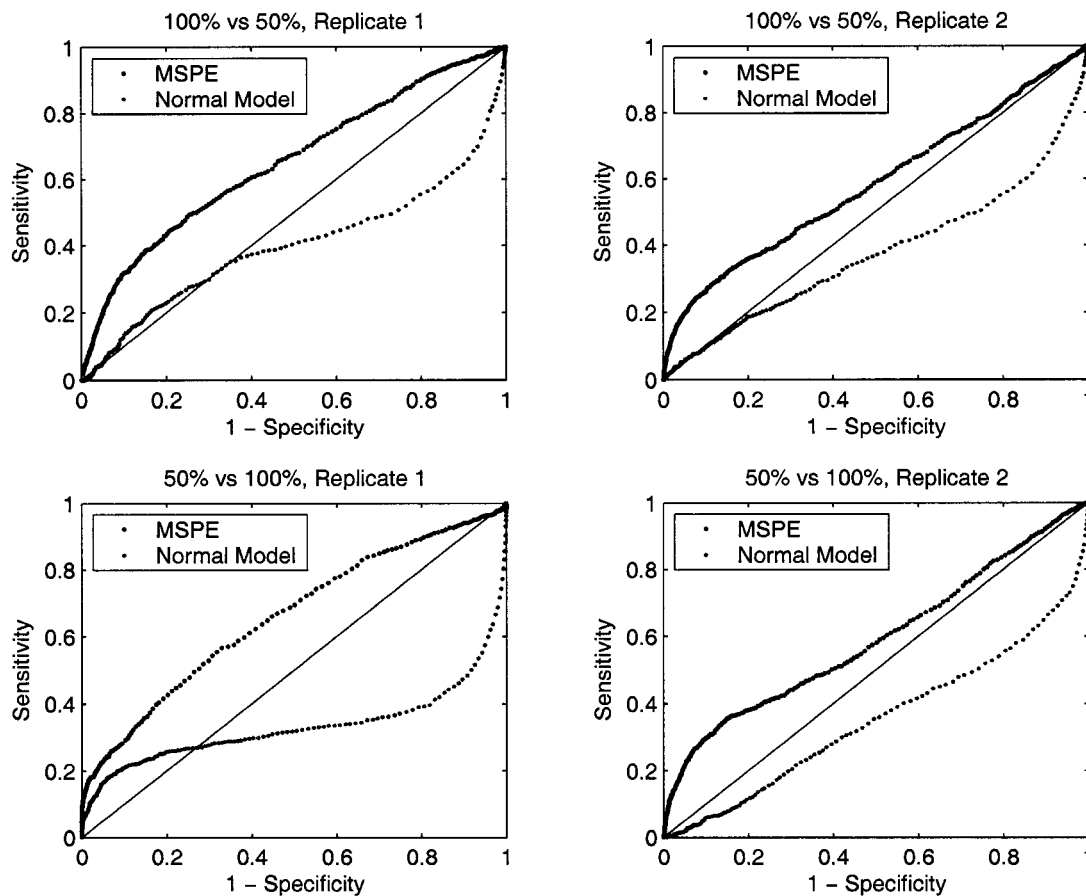 100% vs 50%, Replicate 1
MSPE
Normal Model
1
0.8
0.6
0.4
0.2
0
Sensitivity
0
0.2
0.4
0.6
0.8
1
1 – Specificity
100% vs 50%, Replicate 2
MSPE
Normal Model
1
0.8
0.6
0.4
0.2
0
Sensitivity
0
0.2
0.4
0.6
0.8
1
1 – Specificity
50% vs 100%, Replicate 1
MSPE
Normal Model
1
0.8
0.6
0.4
0.2
0
Sensitivity
0
0.2
0.4
0.6
0.8
1
1 – Specificity
50% vs 100%, Replicate 2
MSPE
Normal Model
1
0.8
0.6
0.4
0.2
0
Sensitivity
0
0.2
0.4
0.6
0.8
1
1 – Specificity